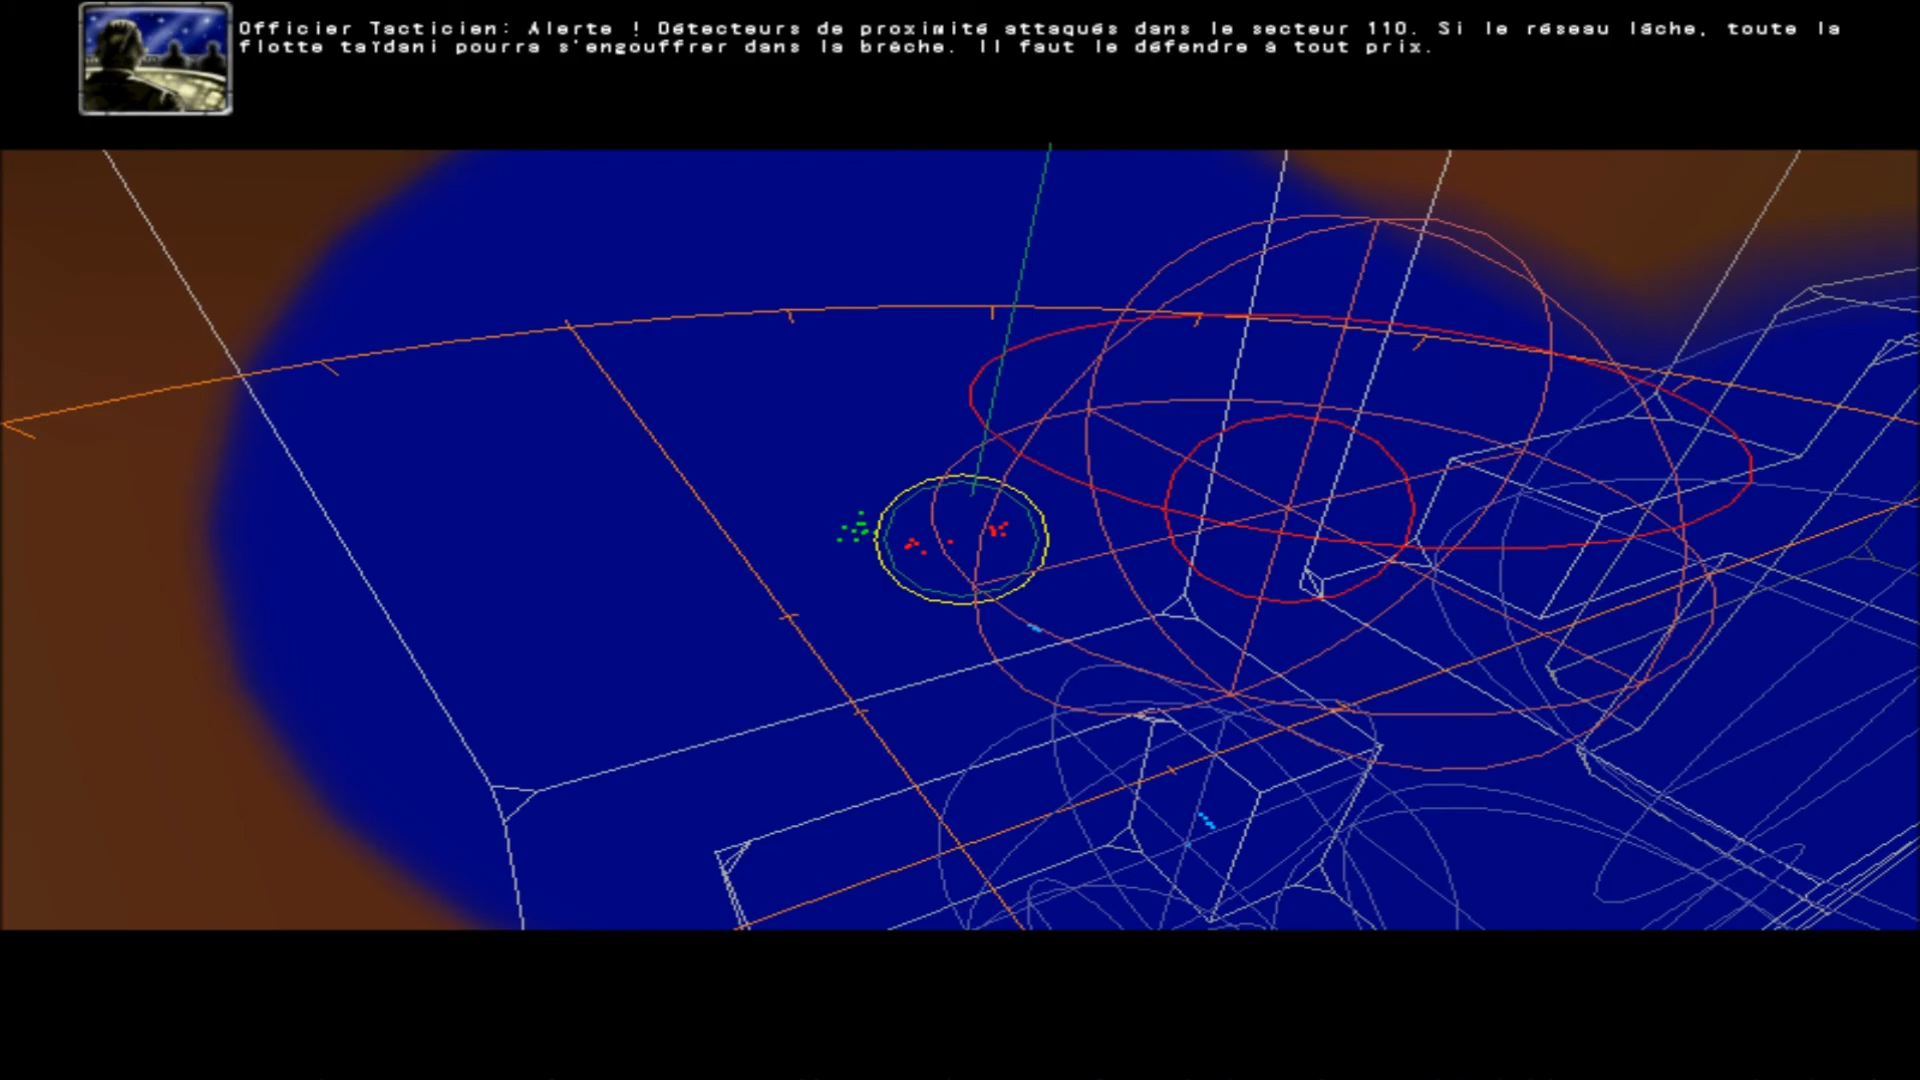 Officier Tacticien: Alerte ! Détecteurs de proximité attaqués dans le secteur 110. Si le réseau lâche, toute la
flotte taïdani pourra s'engouffrer dans la brèche. Il faut le défendre à tout prix.